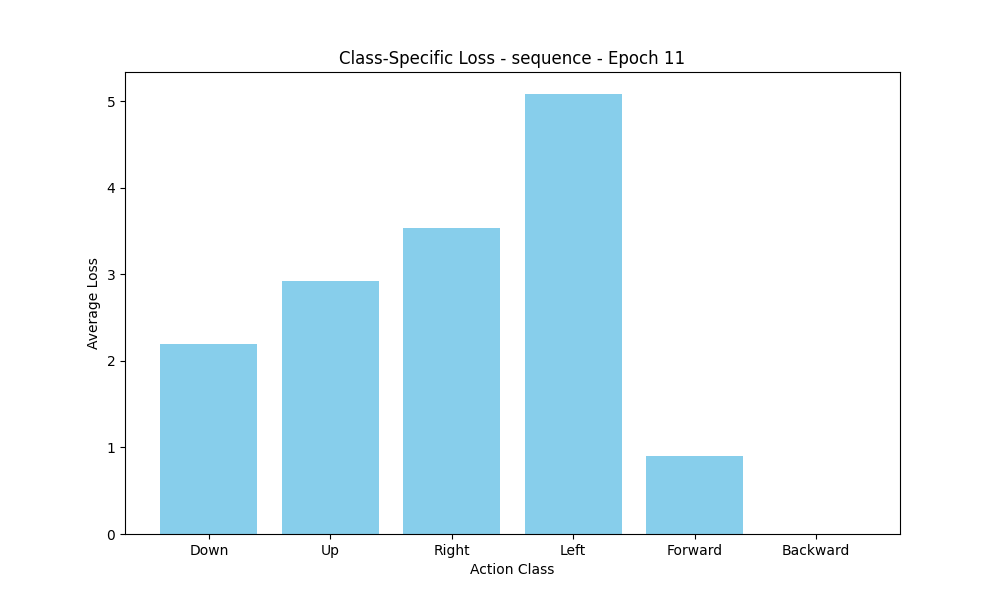 Class-Specific Loss - sequence - Epoch 11
Average Loss
5
4
3
2
1
0
Down Up Right Left Forward Backward
Action Class